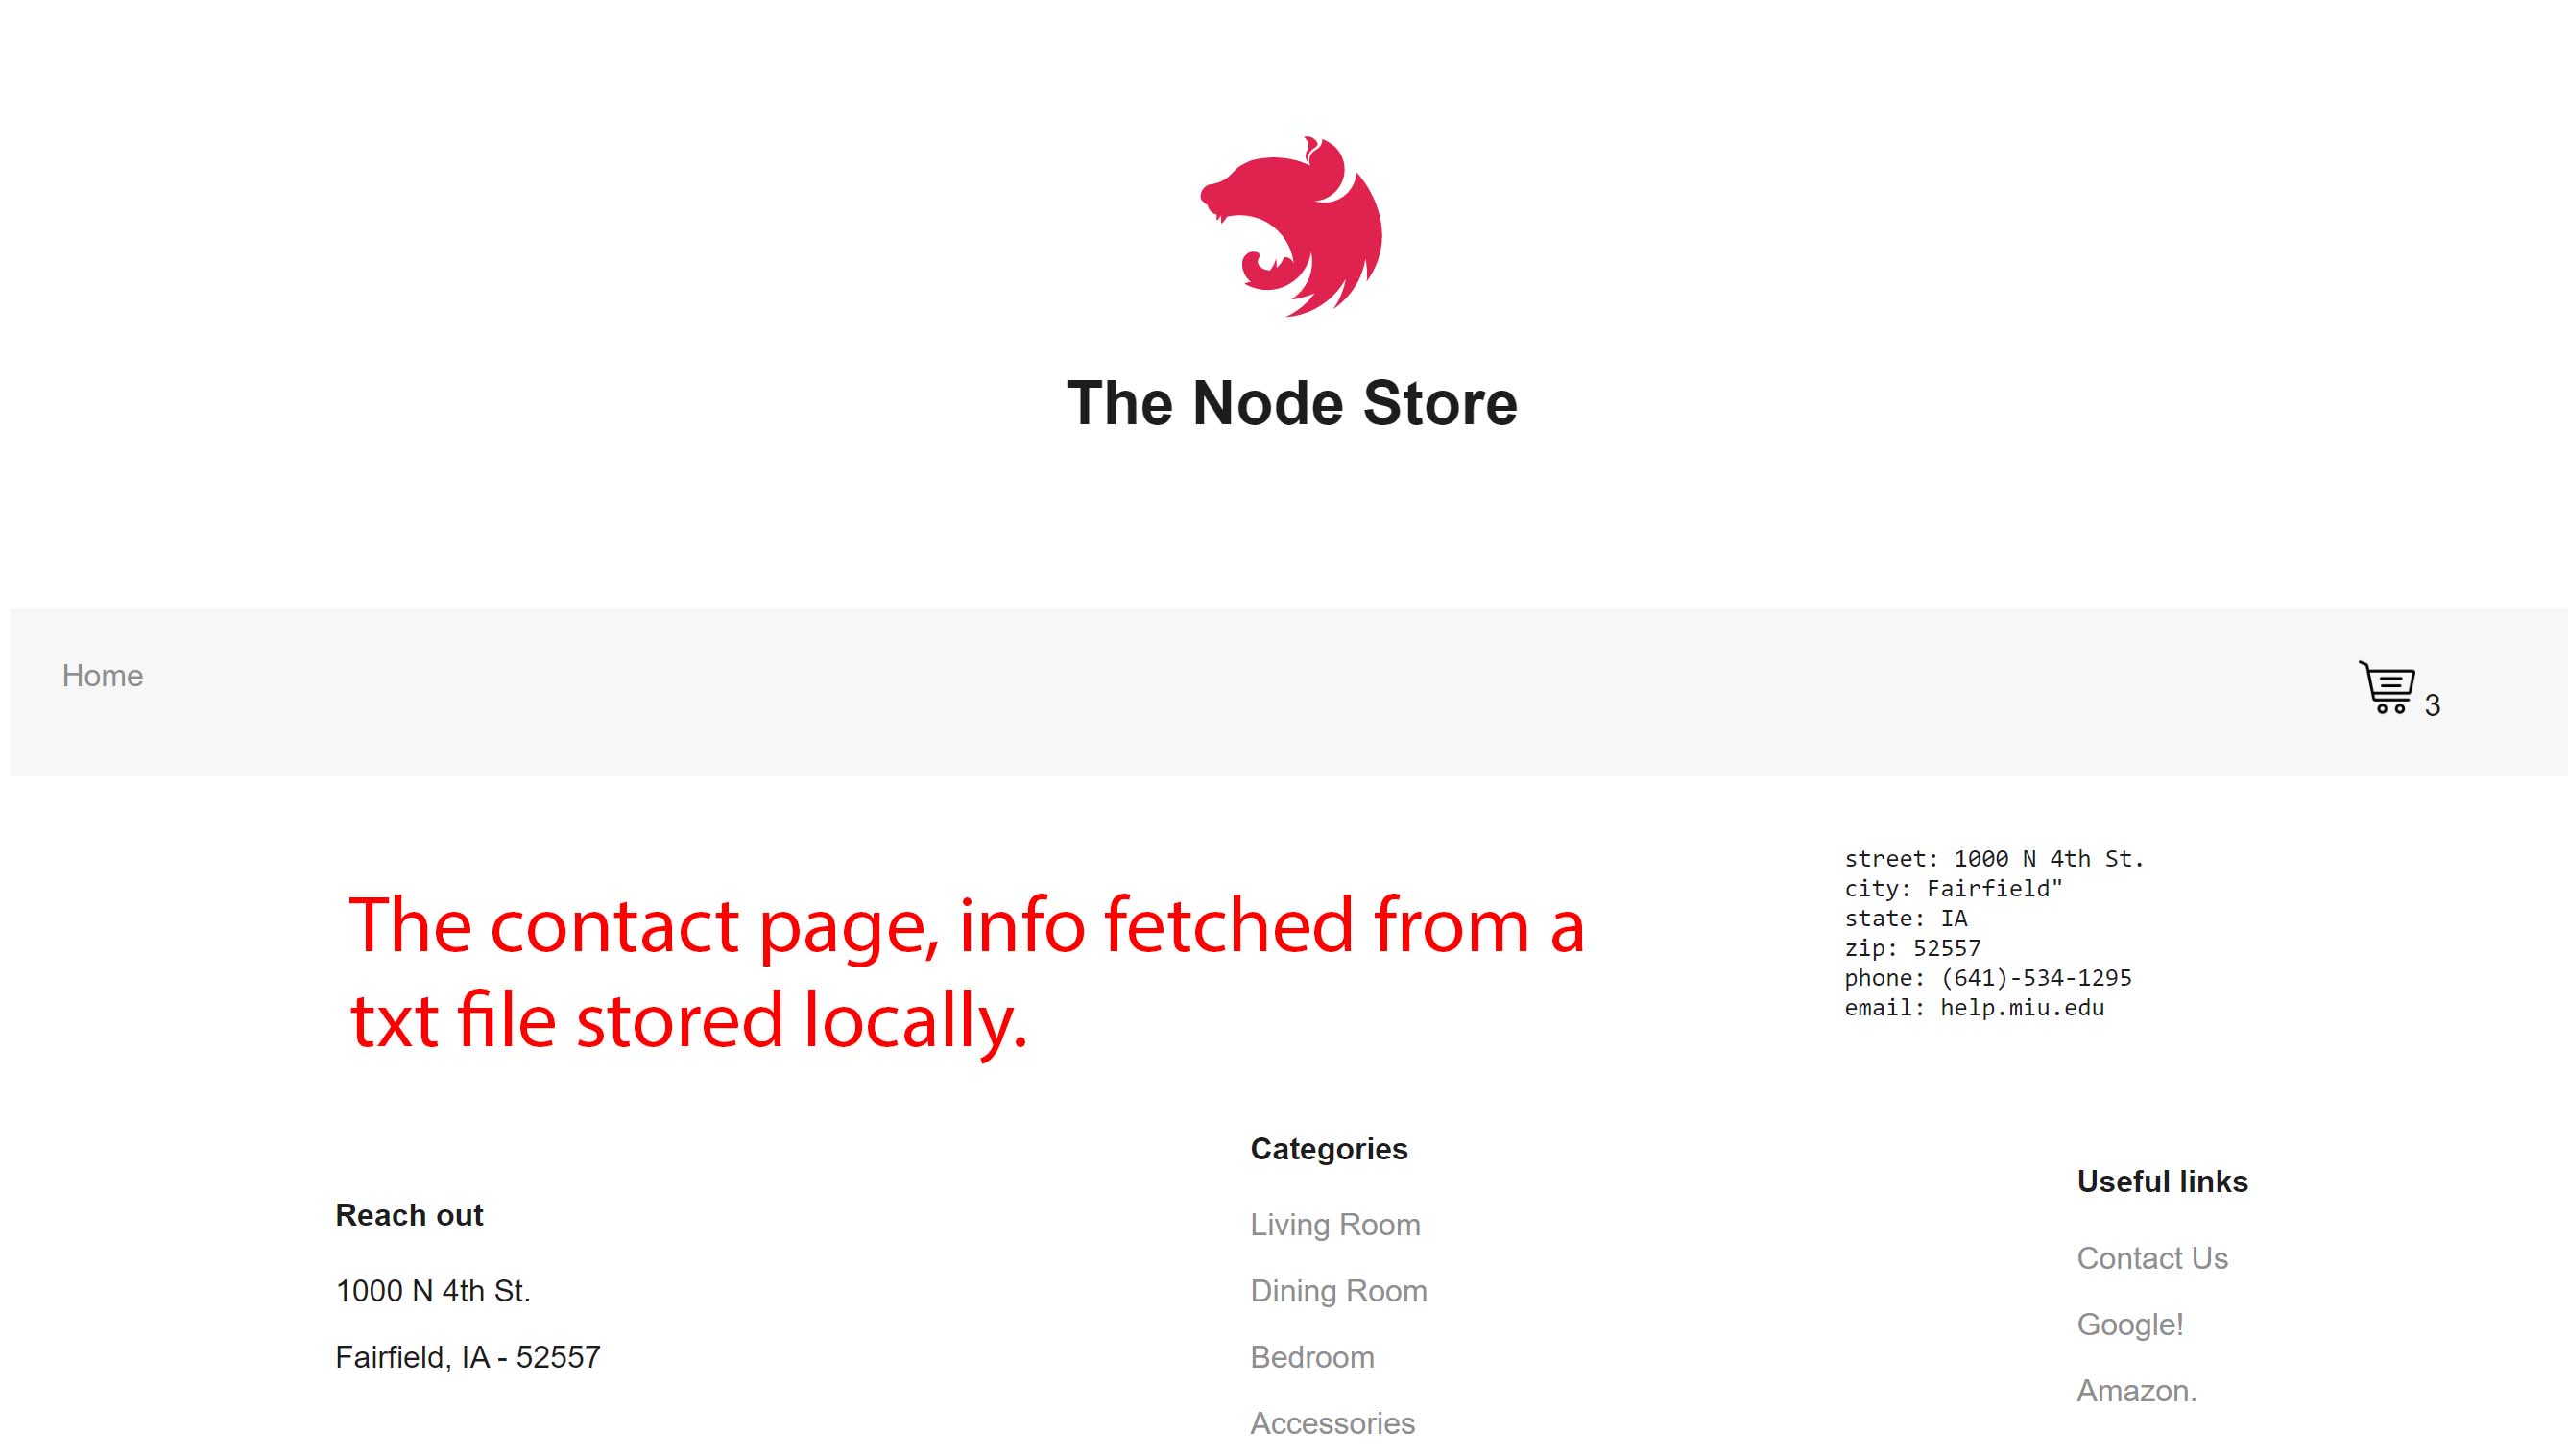 The Node Store
Home
3
The contact page, info fetched from a
txt file stored locally.
street: 1000 N 4th St.
city: Fairfield"
state: IA
zip: 52557
phone: (641)-534-1295
email: help.miu.edu
Reach out
1000 N 4th St.
Fairfield, IA - 52557
Categories
Living Room
Dining Room
Bedroom
Accessories
Useful links
Contact Us
Google!
Amazon.